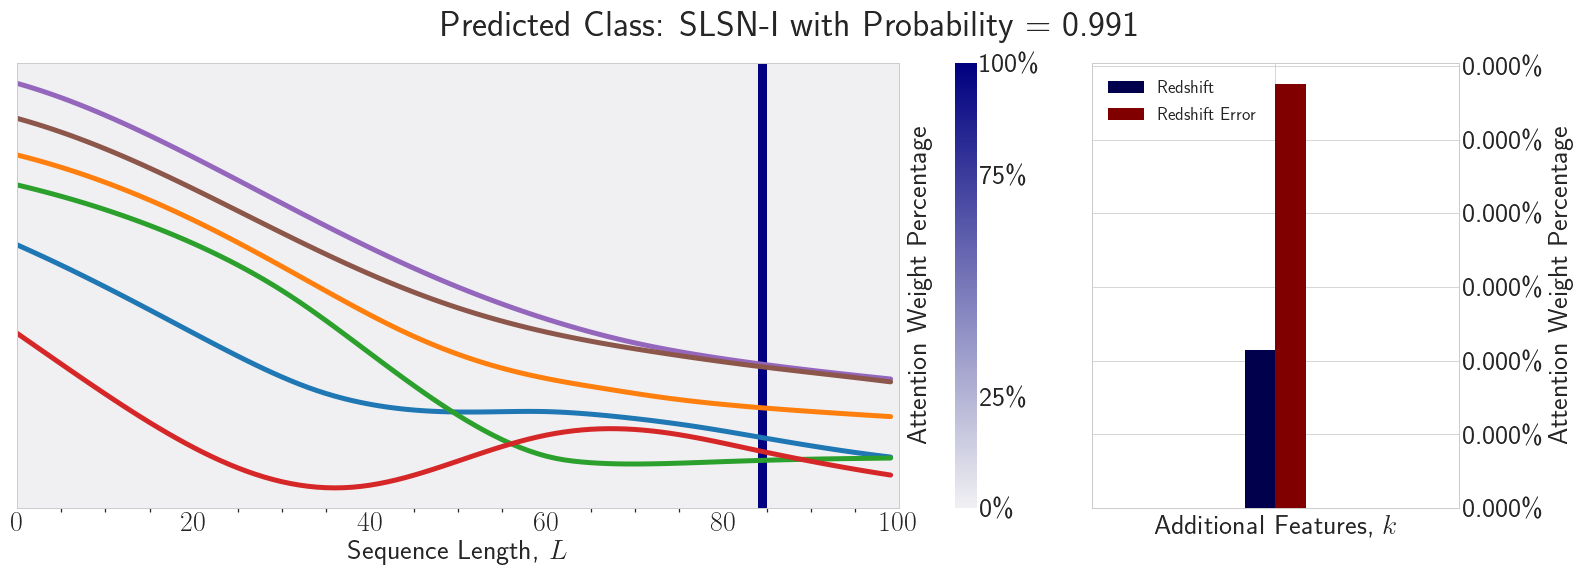 Predicted Class: SLSN-I with Probability = 0.991
0 20 40 60 80 100
Sequence Length, L
100%
75%
25%
0%
Attention Weight Percentage
Redshift
Redshift Error
0.000%
0.000%
0.000%
0.000%
0.000%
0.000%
0.000%
Attention Weight Percentage
Additional Features, k